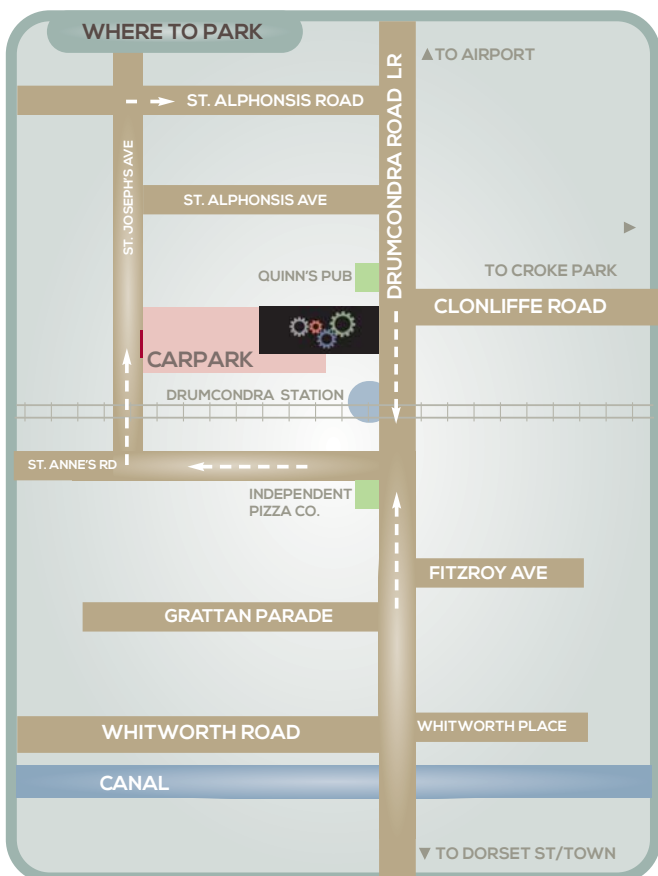 WHERE TO PARK
▲TO AIRPORT
DRUMCONDRA ROAD LR
ST. ALPHONSIS ROAD
ST. JOSEPH'S AVE
ST. ALPHONSIS AVE
QUINN'S PUB
TO CROKE PARK
CLONLIFFE ROAD
CARPARK
DRUMCONDRA STATION
ST. ANNE'S RD
INDEPENDENT
PIZZA CO.
FITZROY AVE
GRATTAN PARADE
WHITWORTH ROAD
WHITWORTH PLACE
CANAL
▼ TO DORSET ST/TOWN